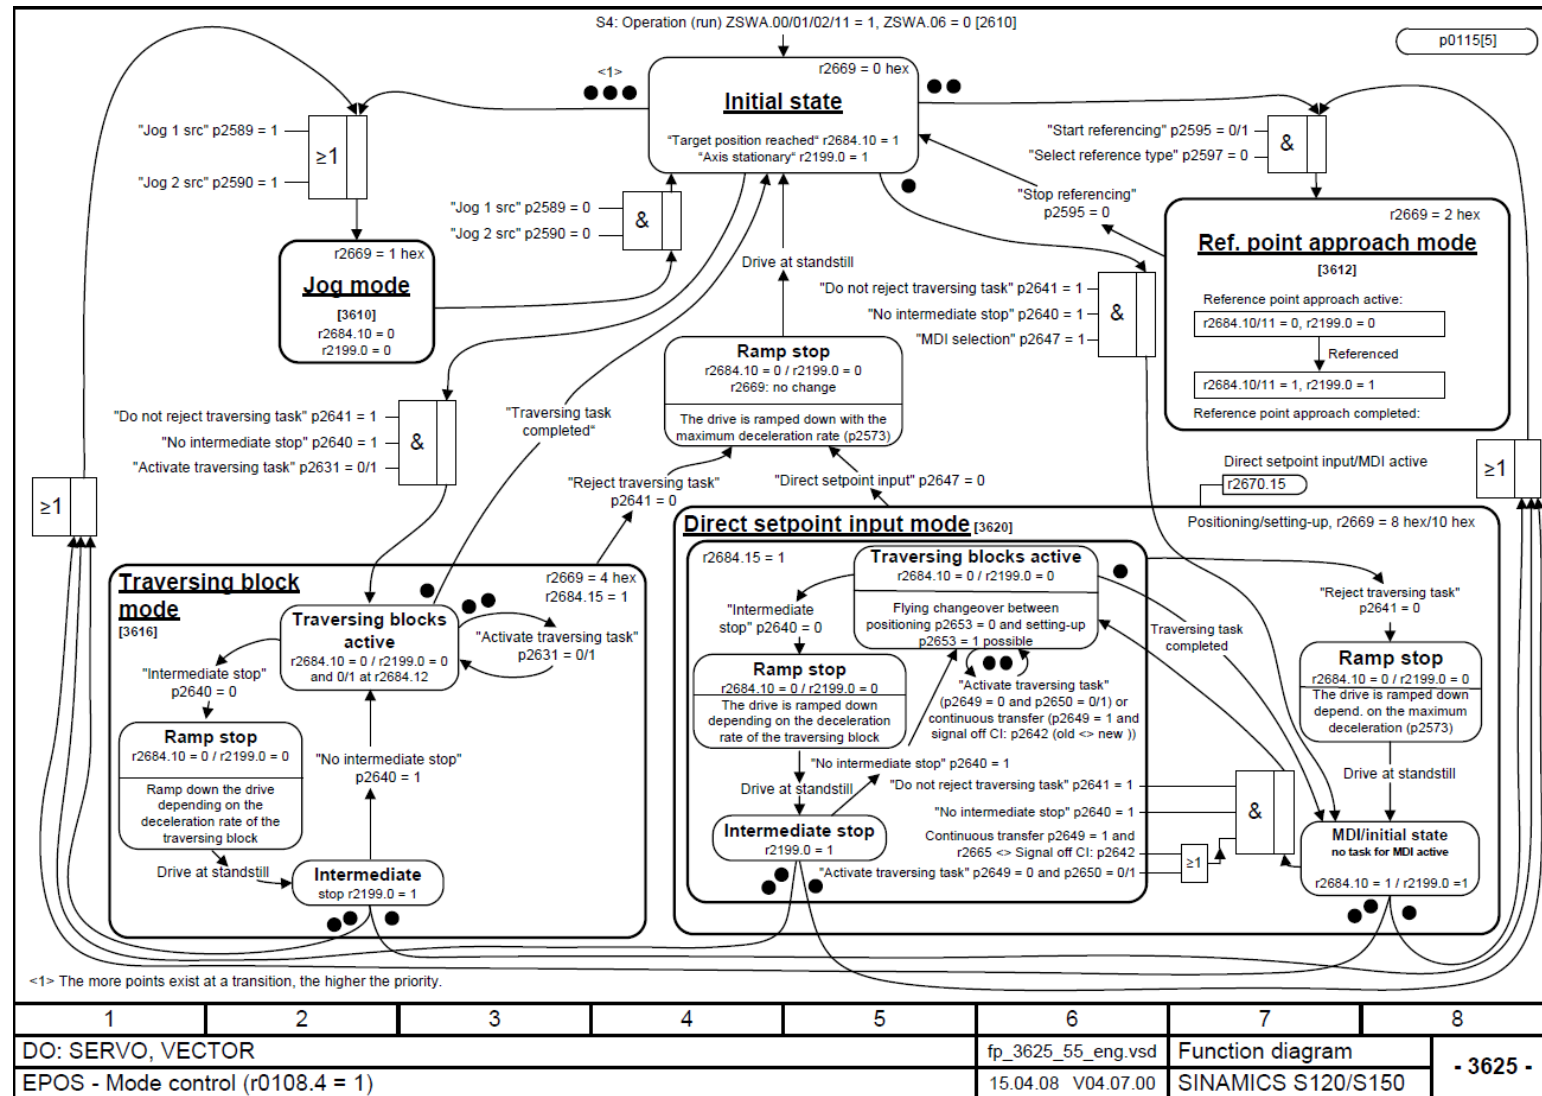 S4: Operation (run) ZSWA.00/01/02/11 = 1, ZSWA.06 = 0 [2610]
p0115[5]
<1>
r2669 = 0 hex
Initial state
"Target position reached" r2684.10 = 1
"Axis stationary" r2199.0 = 1
"Jog 1 src" p2589 = 1
"Jog 2 src" p2590 = 1
≥1
"Start referencing" p2595 = 0/1
"Select reference type" p2597 = 0
&
"Jog 1 src" p2589 = 0
"Jog 2 src" p2590 = 0
&
"Stop referencing"
p2595 = 0
r2669 = 1 hex
Jog mode
[3610]
r2684.10 = 0
r2199.0 = 0
r2669 = 2 hex
Ref. point approach mode
[3612]
Reference point approach active:
r2684.10/11 = 0, r2199.0 = 0
Referenced
r2684.10/11 = 1, r2199.0 = 1
Reference point approach completed:
Drive at standstill
"Do not reject traversing task" p2641 = 1
"No intermediate stop" p2640 = 1
"MDI selection" p2647 = 1
&
Ramp stop
r2684.10 = 0 / r2199.0 = 0
r2669: no change
The drive is ramped down with the
maximum deceleration rate (p2573)
"Do not reject traversing task" p2641 = 1
"No intermediate stop" p2640 = 1
"Activate traversing task" p2631 = 0/1
&
"Traversing task
completed"
"Reject traversing task"
p2641 = 0
"Direct setpoint input" p2647 = 0
Direct setpoint input/MDI active
r2670.15
≥1
≥1
Traversing block
mode
[3616]
r2669 = 4 hex
r2684.15 = 1
Traversing blocks
active
r2684.10 = 0 / r2199.0 = 0
and 0/1 at r2684.12
"Activate traversing task"
p2631 = 0/1
"Intermediate stop"
p2640 = 0
Ramp stop
r2684.10 = 0 / r2199.0 = 0
Ramp down the drive
depending on the
deceleration rate of the
traversing block
"No intermediate stop"
p2640 = 1
Drive at standstill
Intermediate
stop r2199.0 = 1
Direct setpoint input mode [3620]
Positioning/setting-up, r2669 = 8 hex/10 hex
r2684.15 = 1
Traversing blocks active
r2684.10 = 0 / r2199.0 = 0
Flying changeover between
positioning p2653 = 0 and setting-up
p2653 = 1 possible
"Intermediate
stop" p2640 = 0
Ramp stop
r2684.10 = 0 / r2199.0 = 0
The drive is ramped down
depending on the deceleration
rate of the traversing block
"Activate traversing task"
(p2649 = 0 and p2650 = 0/1) or
continuous transfer (p2649 = 1 and
signal off CI: p2642 (old <> new ))
"No intermediate stop" p2640 = 1
Drive at standstill
Intermediate stop
r2199.0 = 1
"Do not reject traversing task" p2641 = 1
"No intermediate stop" p2640 = 1
Continuous transfer p2649 = 1 and
r2665 <> Signal off CI: p2642
"Activate traversing task" p2649 = 0 and p2650 = 0/1
≥1
&
Traversing task
completed
"Reject traversing task"
p2641 = 0
Ramp stop
r2684.10 = 0 / r2199.0 = 0
The drive is ramped down
depend. on the maximum
deceleration (p2573)
Drive at standstill
MDI/initial state
no task for MDI active
r2684.10 = 1 / r2199.0 =1
<1> The more points exist at a transition, the higher the priority.
1 2 3 4 5 6 7 8
DO: SERVO, VECTOR
fp_3625_55_eng.vsd
Function diagram
- 3625 -
EPOS - Mode control (r0108.4 = 1)
15.04.08 V04.07.00
SINAMICS S120/S150